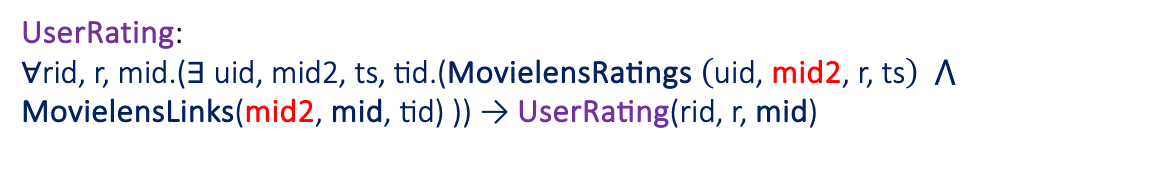 UserRating:
∀rid, r, mid.(∃ uid, mid2, ts, tid.(MovielensRatings (uid, mid2, r, ts) ∧
MovielensLinks(mid2, mid, tid) )) → UserRating(rid, r, mid)